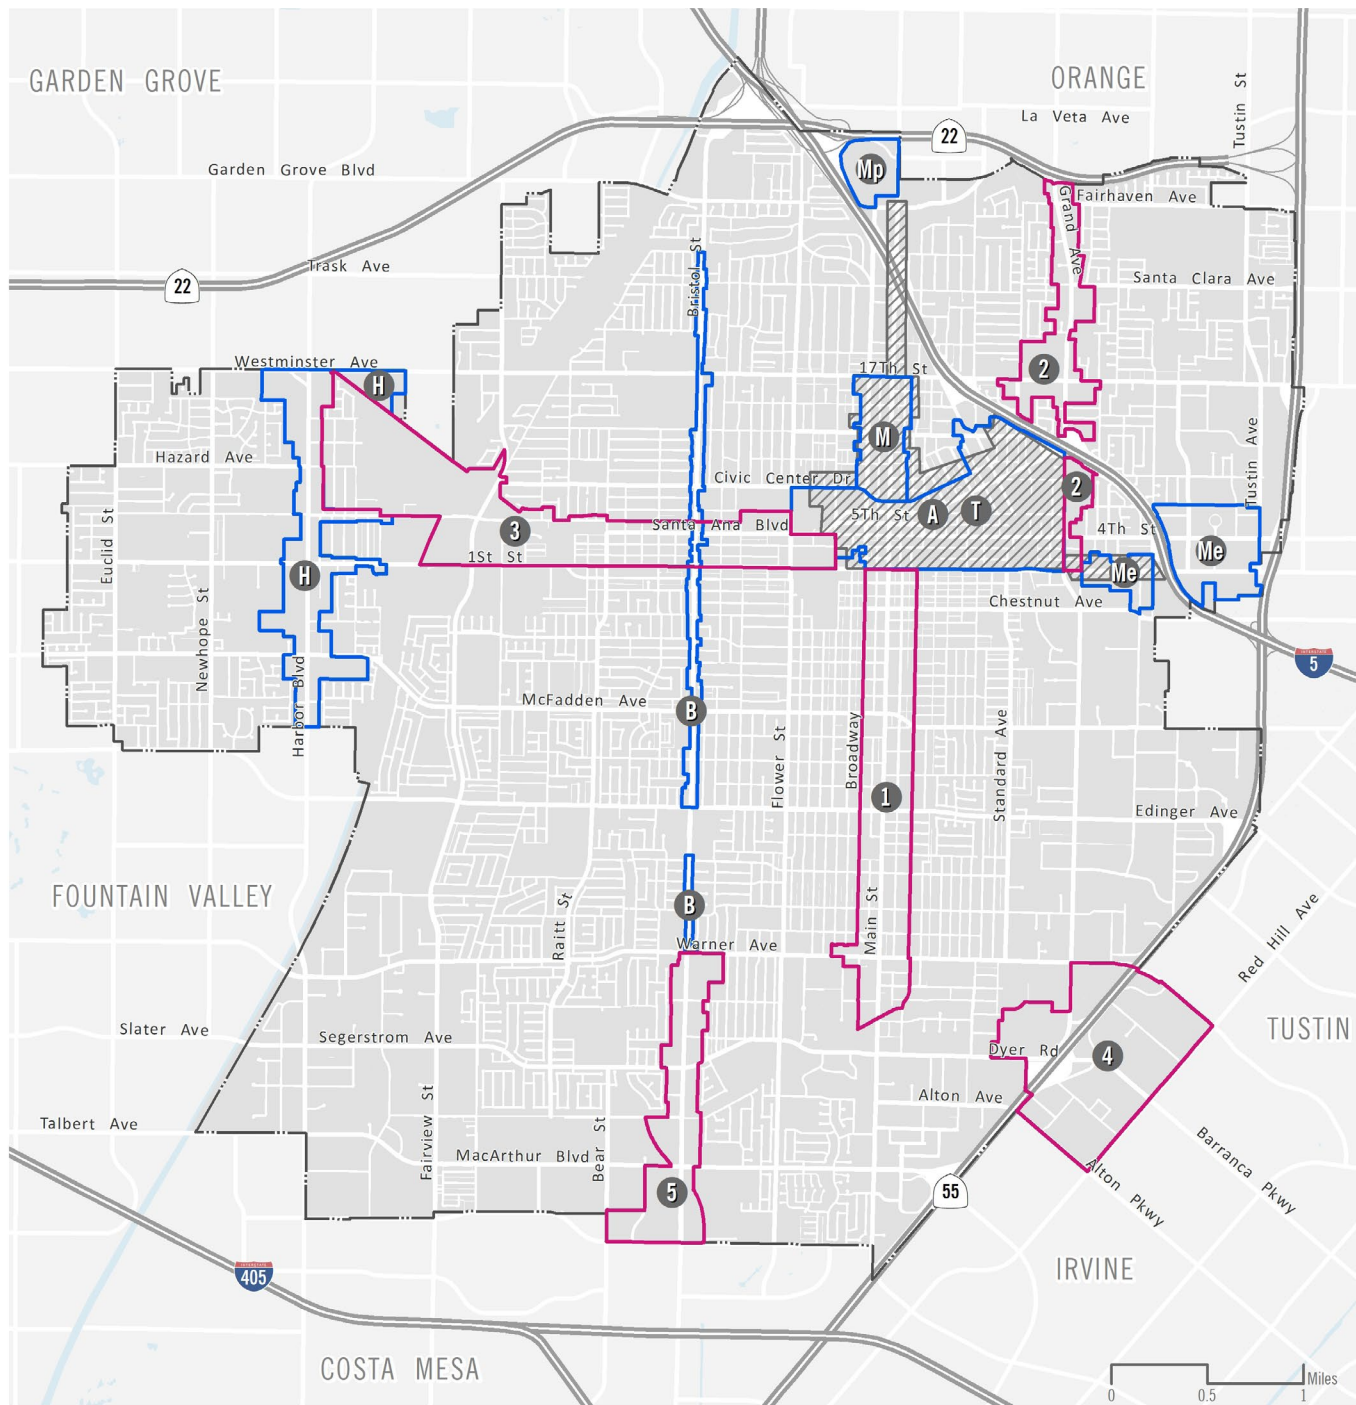 GARDEN GROVE
ORANGE
Tustin St
La Veta Ave
22
Garden Grove Blvd
Mp
Fairhaven Ave
Grand Ave
Bristol St
Trask Ave
Santa Clara Ave
22
Westminster Ave
17Th St
2
H
M
Tustin Ave
Hazard Ave
Civic Center Dr
2
Euclid St
5Th St
A
T
Santa Ana Blvd
3
4Th St
1St St
Me
H
Me
Newhope St
Chestnut Ave
INTERSTATE
5
Harbor Blvd
McFadden Ave
B
Flower St
Broadway
Standard Ave
1
Edinger Ave
FOUNTAIN VALLEY
Raitt St
B
Main St
Warner Ave
Red Hill Ave
Slater Ave
Segerstrom Ave
TUSTIN
Dyer Rd
4
Fairview St
Alton Ave
Talbert Ave
Bear St
MacArthur Blvd
Barranca Pkwy
Alton Pkwy
5
55
INTERSTATE
405
IRVINE
COSTA MESA
Miles
0
0.5
1